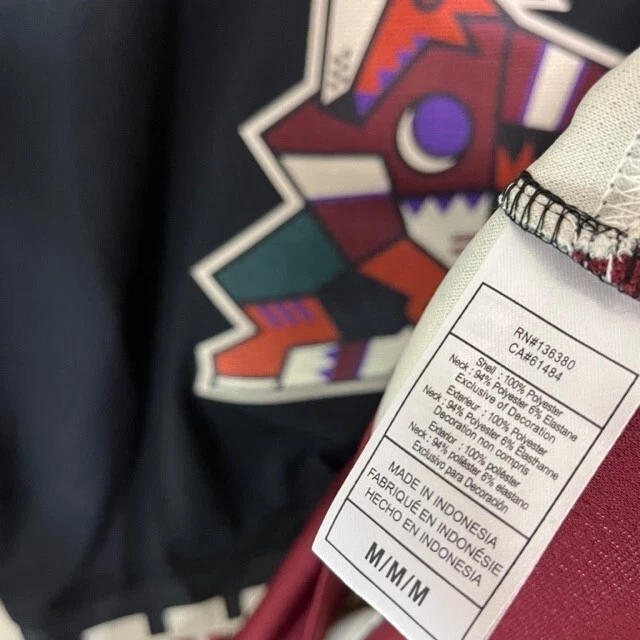 RN#136380
CA#61484
Shell : 100% Polyester
Neck : 94% Polyester 6% Elastane
Exclusive of Decoration
Exterieur : 100% Polyester
Neck : 94% Polyester 6% Élasthanne
Decoration non compris
Exterior : 100% poliéster
Neck : 94% poliéster 6% elastano
Exclusivo para Decoración
MADE IN INDONESIA
FABRIQUÉ EN INDONÉSIE
HECHO EN INDONESIA
M/M/M